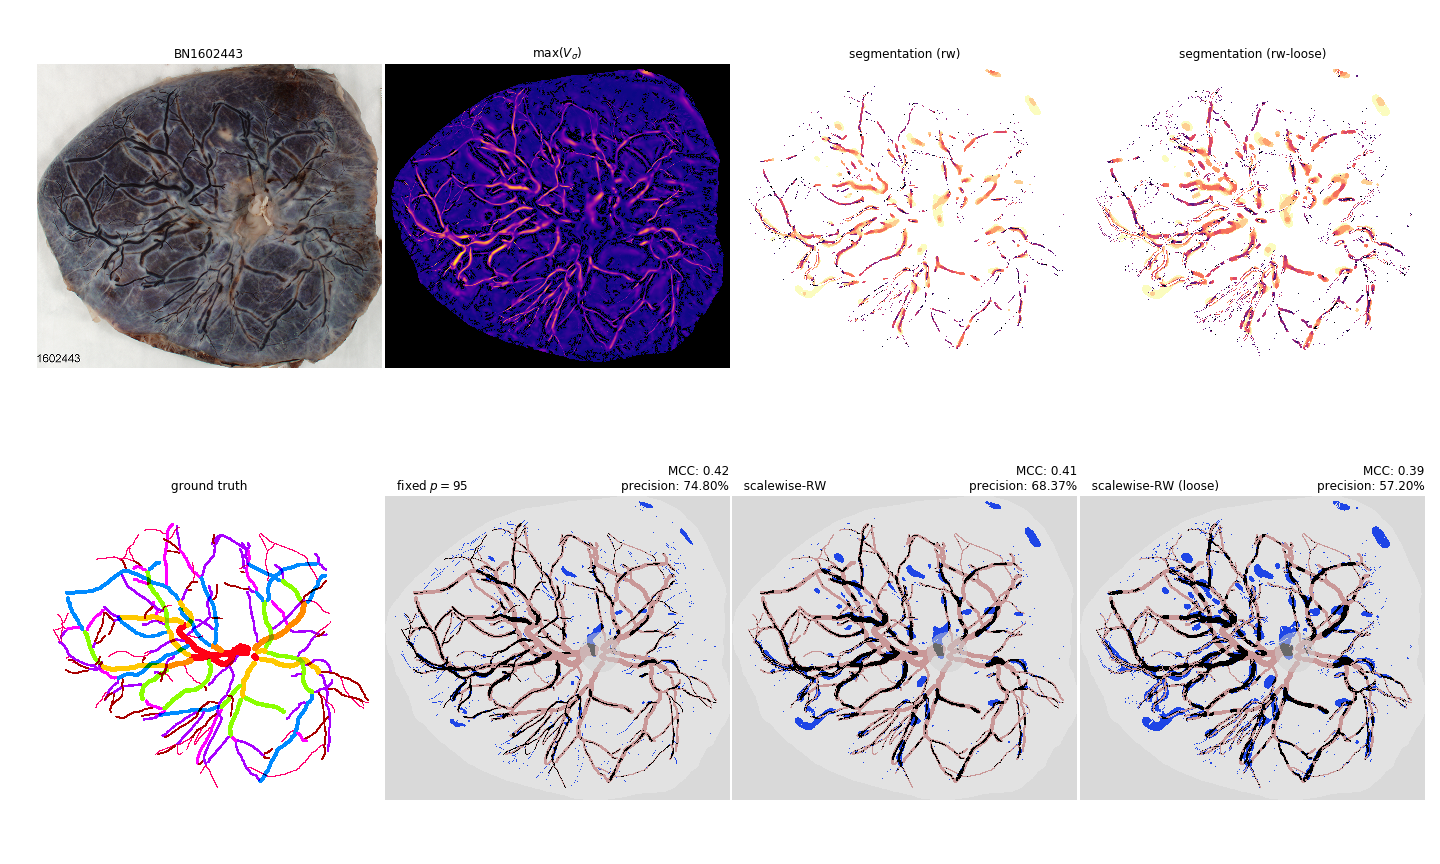 BN1602443
max(V_σ)
segmentation (rw)
segmentation (rw-loose)
1602443
ground truth
fixed p = 95
MCC: 0.42
precision: 74.80%
scalewise-RW
MCC: 0.41
precision: 68.37%
scalewise-RW (loose)
MCC: 0.39
precision: 57.20%